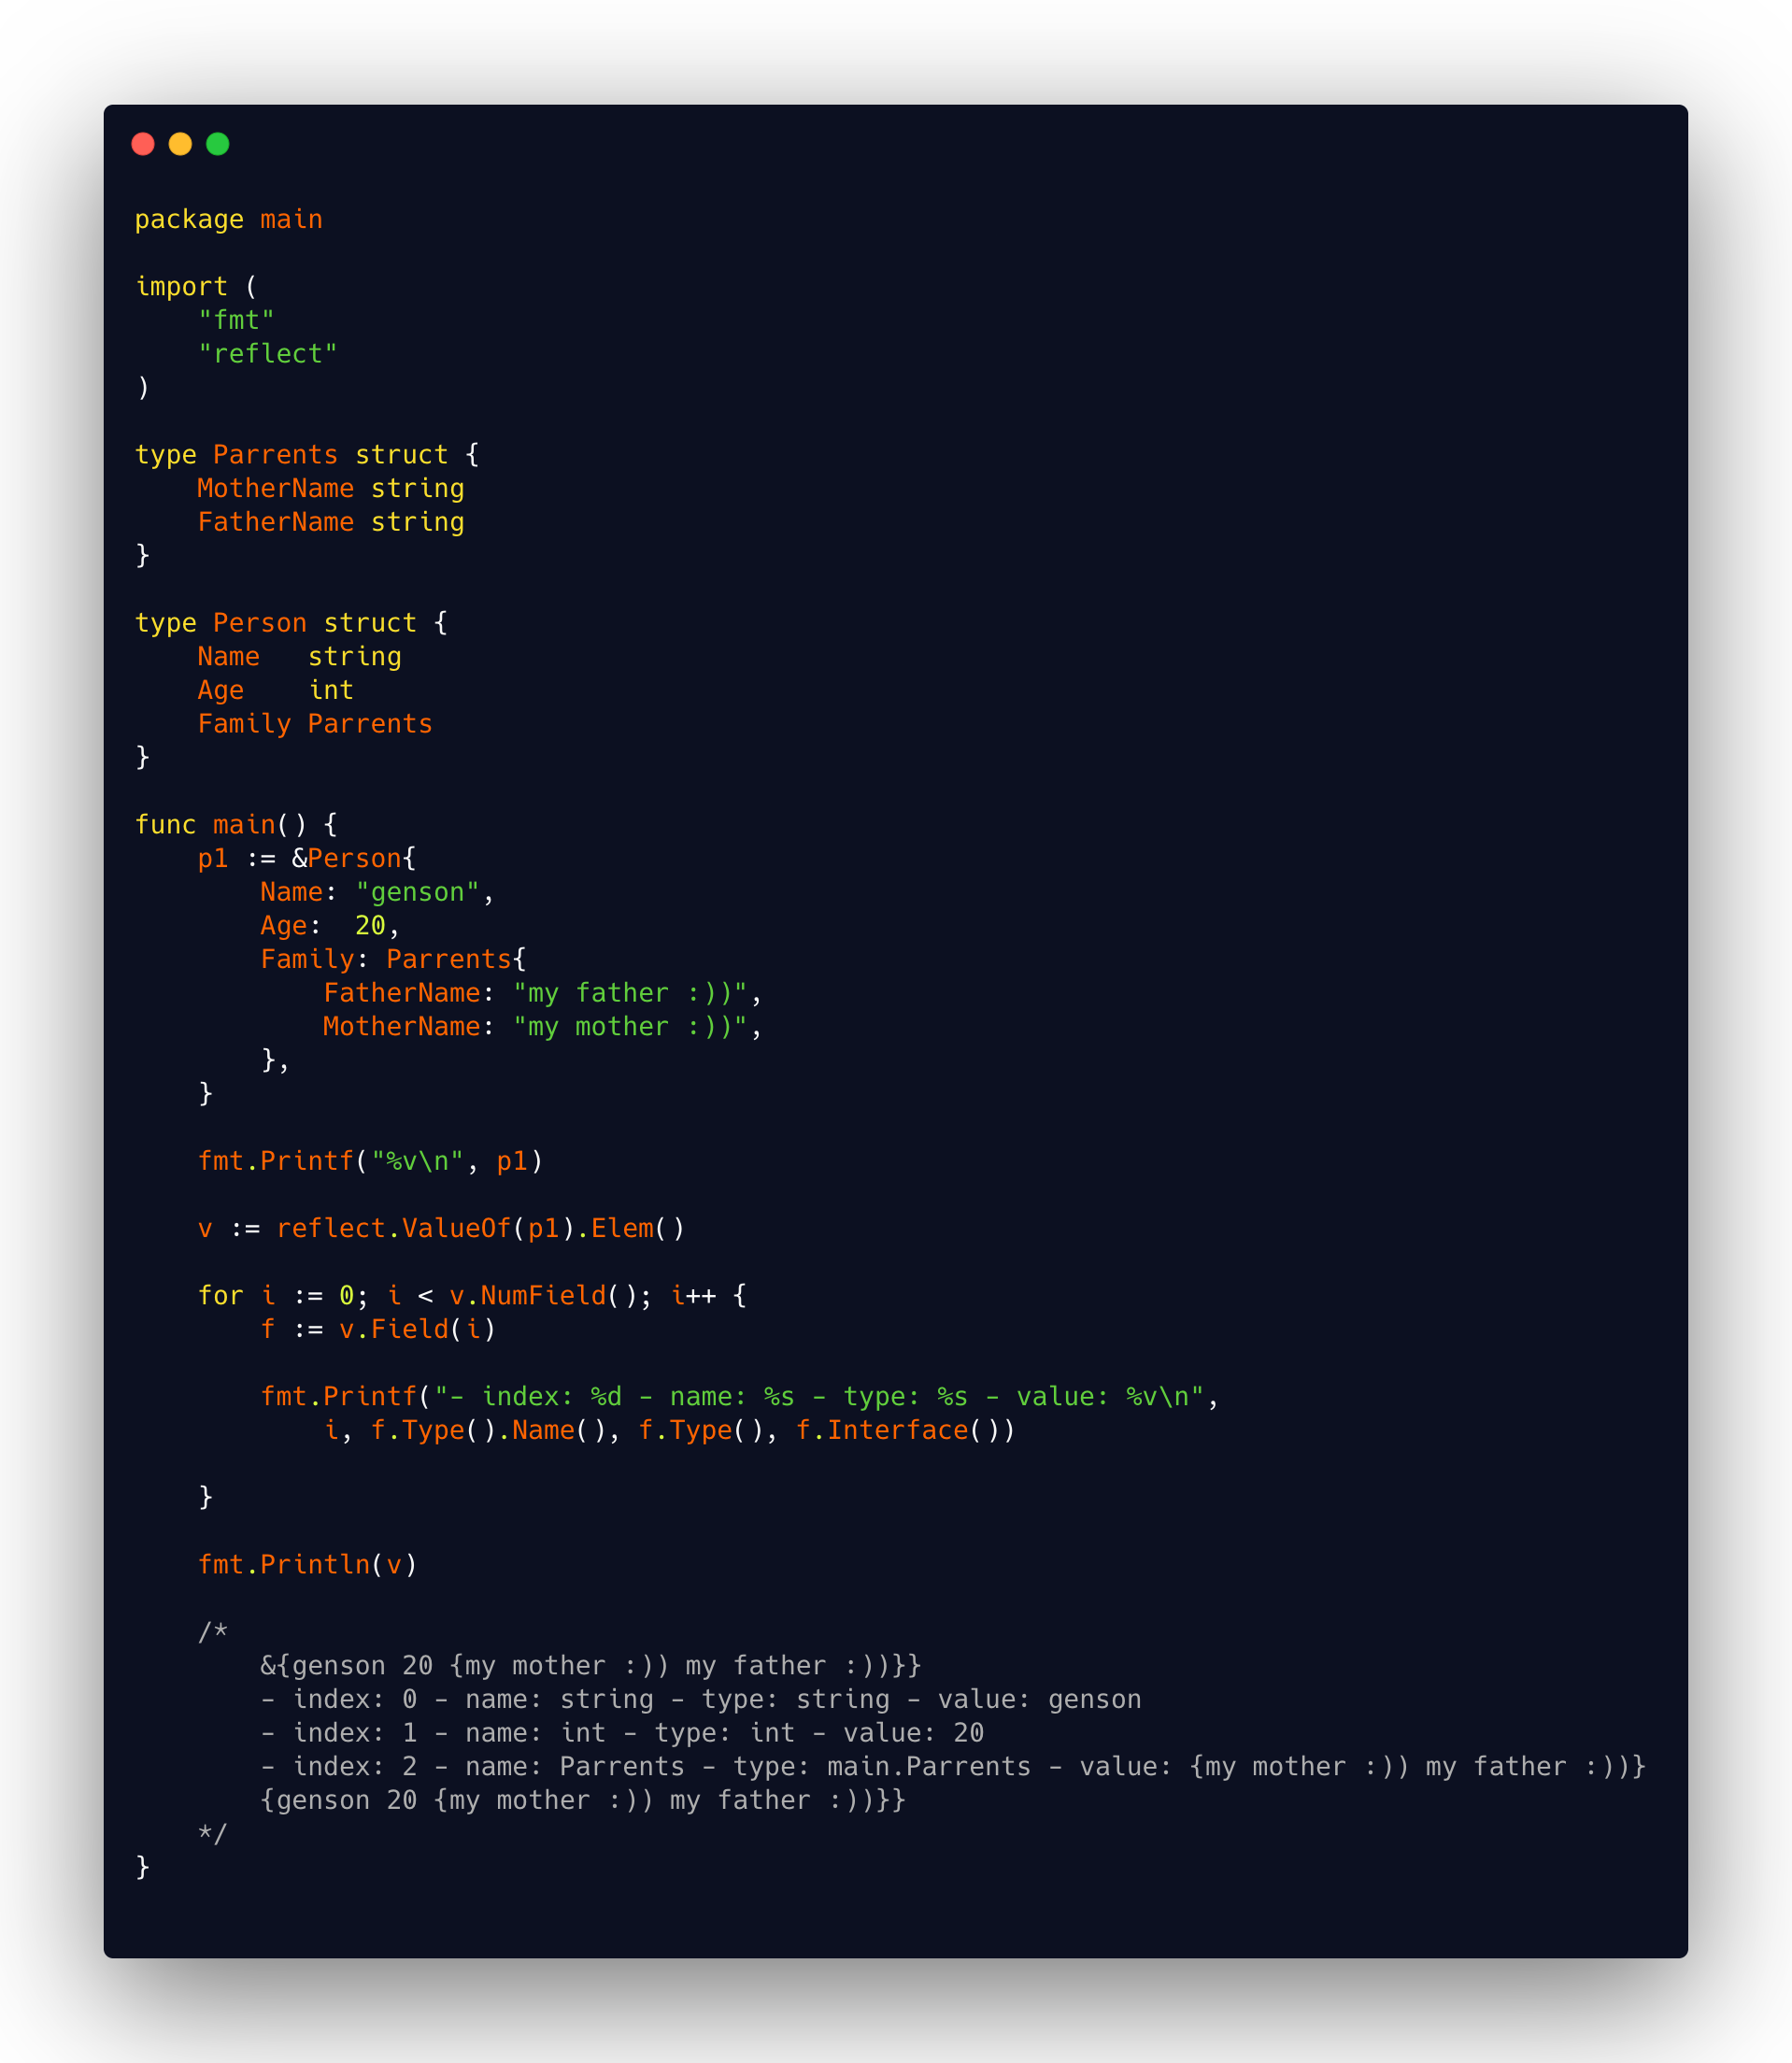 package main

import (
    "fmt"
    "reflect"
)

type Parrents struct {
    MotherName string
    FatherName string
}

type Person struct {
    Name   string
    Age    int
    Family Parrents
}

func main() {
    p1 := &Person{
        Name: "genson",
        Age:  20,
        Family: Parrents{
            FatherName: "my father :))",
            MotherName: "my mother :))",
        },
    }

    fmt.Printf("%v\n", p1)

    v := reflect.ValueOf(p1).Elem()

    for i := 0; i < v.NumField(); i++ {
        f := v.Field(i)

        fmt.Printf("- index: %d - name: %s - type: %s - value: %v\n",
            i, f.Type().Name(), f.Type(), f.Interface())

    }

    fmt.Println(v)

    /*
        &{genson 20 {my mother :)) my father :))}}
        - index: 0 - name: string - type: string - value: genson
        - index: 1 - name: int - type: int - value: 20
        - index: 2 - name: Parrents - type: main.Parrents - value: {my mother :)) my father :))}
        {genson 20 {my mother :)) my father :))}}
    */
}